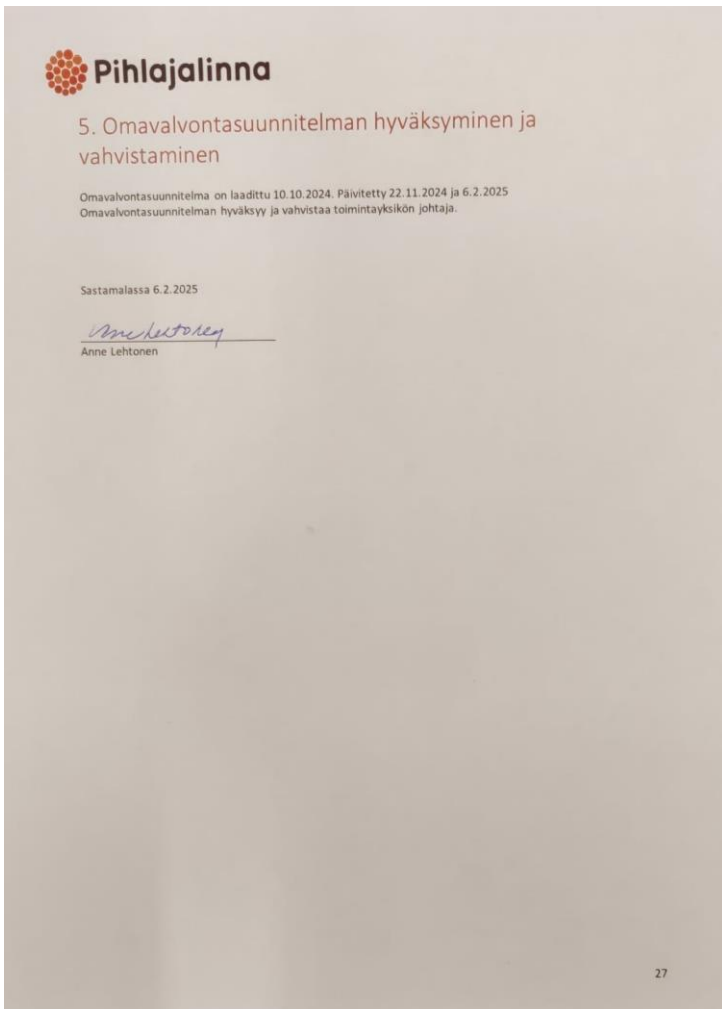 Pihlajalinna
5. Omavalvontasuunnitelman hyväksyminen ja
vahvistaminen
Omavalvontasuunnitelma on laadittu 10.10.2024. Päivitetty 22.11.2024 ja 6.2.2025
Omavalvontasuunnitelman hyväksyy ja vahvistaa toimintayksikön johtaja.
Sastamalassa 6.2.2025
Anne Lehtonen
Anne Lehtonen
27